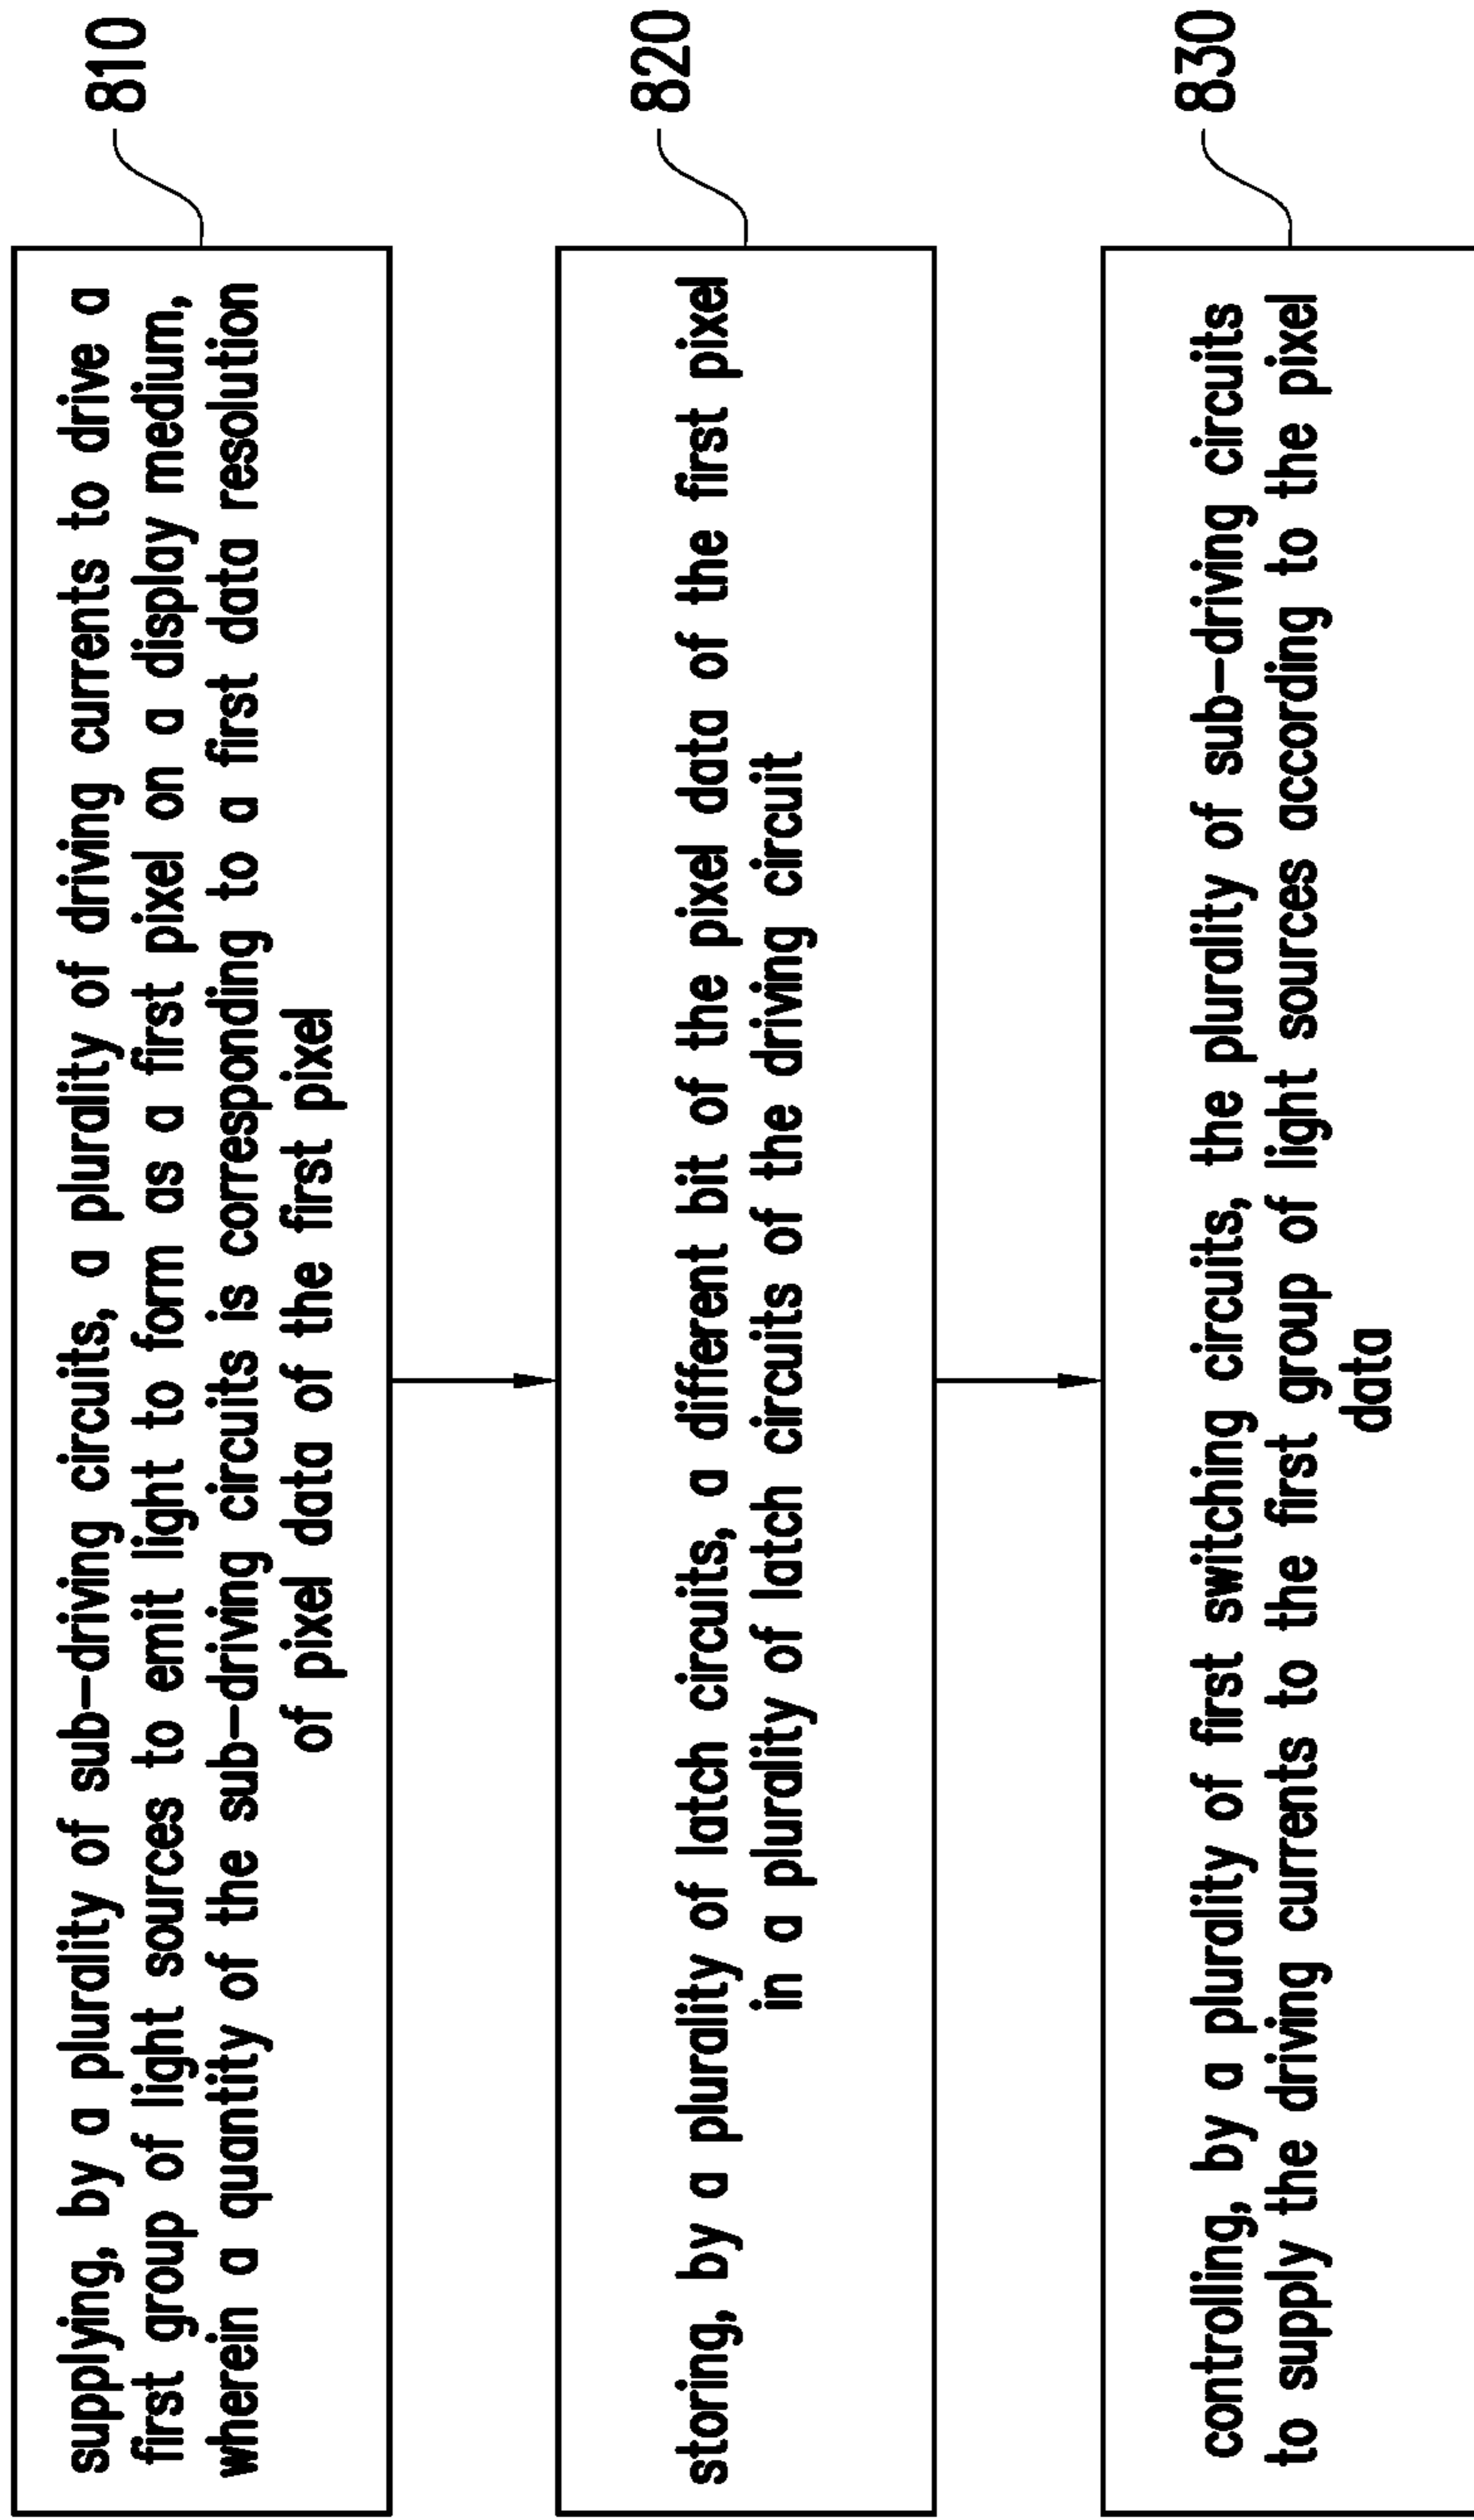 supplying, by a plurality of sub-driving circuits, a plurality of driving currents to drive a
first group of light sources to emit light to form as a first pixel on a display medium,
wherein a quantity of the sub-driving circuits is corresponding to a first data resolution
of pixel data of the first pixel
810
storing, by a plurality of latch circuits, a different bit of the pixel data of the first pixel
in a plurality of latch circuits of the driving circuit
820
controlling, by a plurality of first switching circuits, the plurality of sub-driving circuits
to supply the driving currents to the first group of light sources according to the pixel
data
830